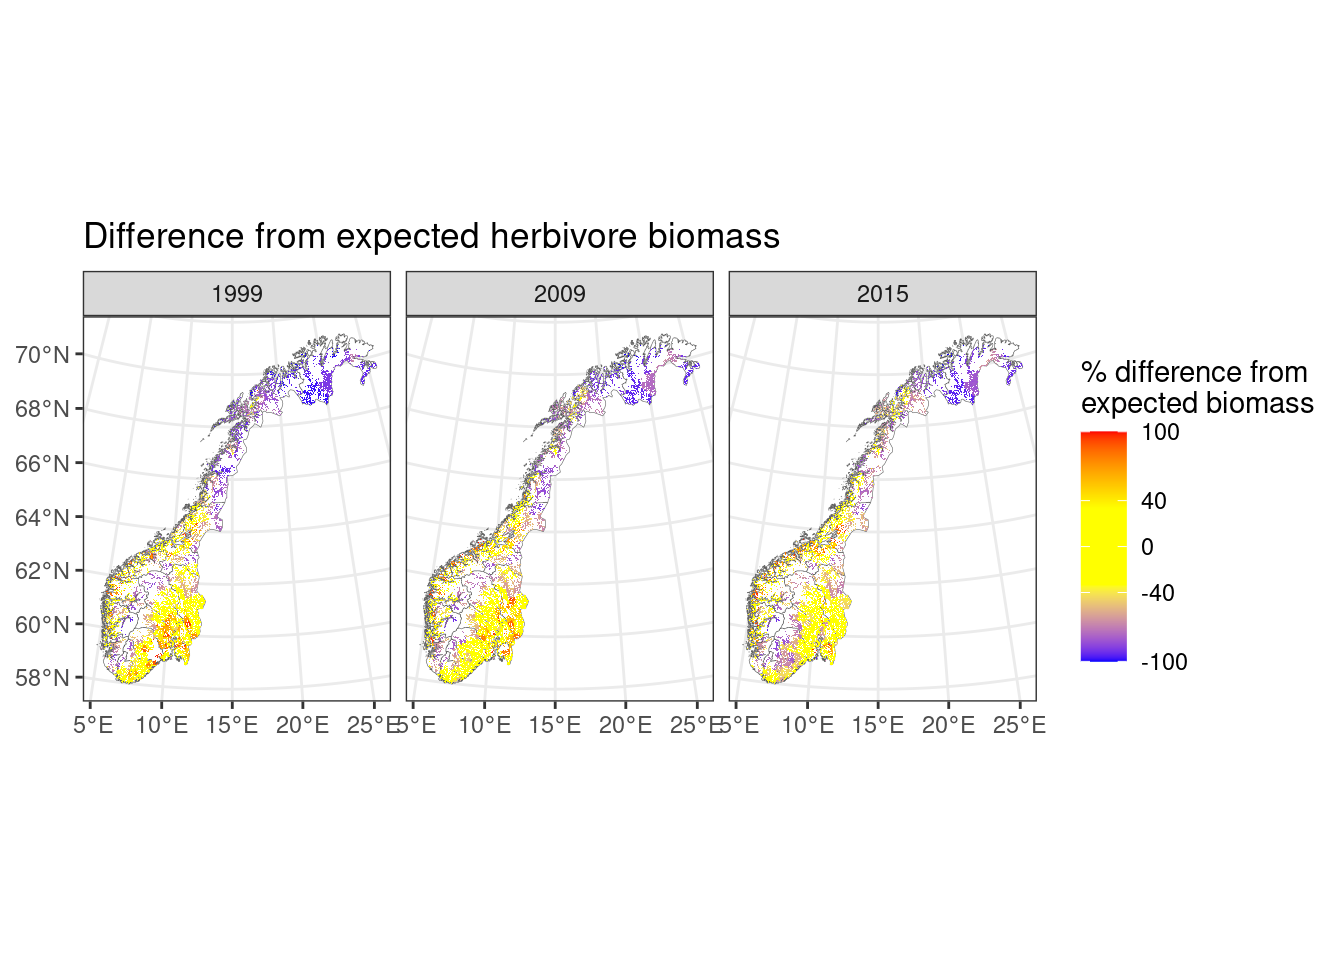 Difference from expected herbivore biomass
1999
2009
2015
70°N
68°N
66°N
64°N
62°N
60°N
58°N
5°E 10°E 15°E 20°E 25°E
5°E 10°E 15°E 20°E 25°E
5°E 10°E 15°E 20°E 25°E
% difference from
expected biomass
100
40
0
-40
-100